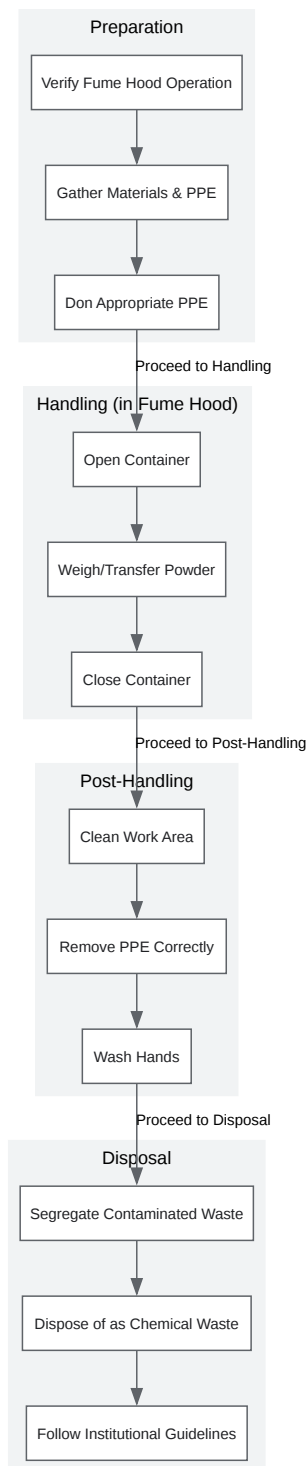 Preparation
Verify Fume Hood Operation
Gather Materials & PPE
Don Appropriate PPE
Proceed to Handling
Handling (in Fume Hood)
Open Container
Weigh/Transfer Powder
Close Container
Proceed to Post-Handling
Post-Handling
Clean Work Area
Remove PPE Correctly
Wash Hands
Proceed to Disposal
Disposal
Segregate Contaminated Waste
Dispose of as Chemical Waste
Follow Institutional Guidelines